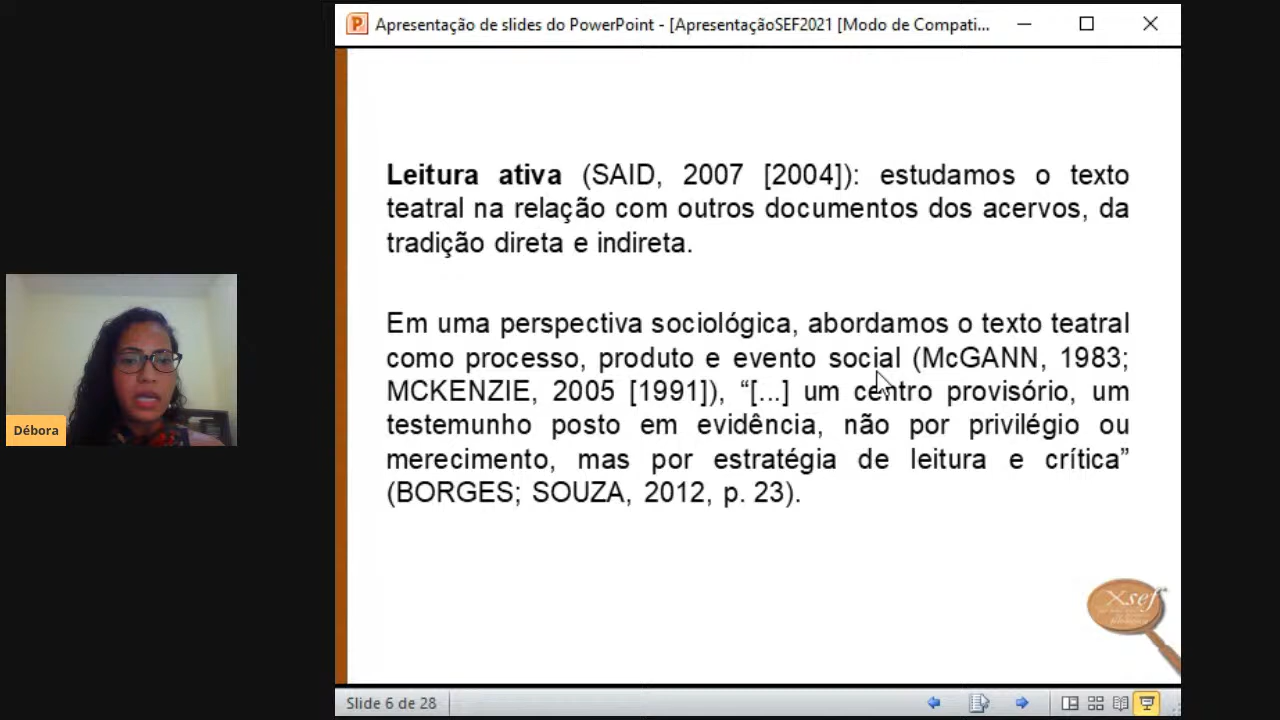 Apresentação de slides do PowerPoint - [ApresentaçãoSEF2021 [Modo de Compati...
Leitura ativa (SAID, 2007 [2004]): estudamos o texto
teatral na relação com outros documentos dos acervos, da
tradição direta e indireta.
Em uma perspectiva sociológica, abordamos o texto teatral
como processo, produto e evento social (McGANN, 1983;
MCKENZIE, 2005 [1991]), “[...] um centro provisório, um
testemunho posto em evidência, não por privilégio ou
merecimento, mas por estratégia de leitura e crítica”
(BORGES; SOUZA, 2012, p. 23).
Débora
Xsef
Slide 6 de 28